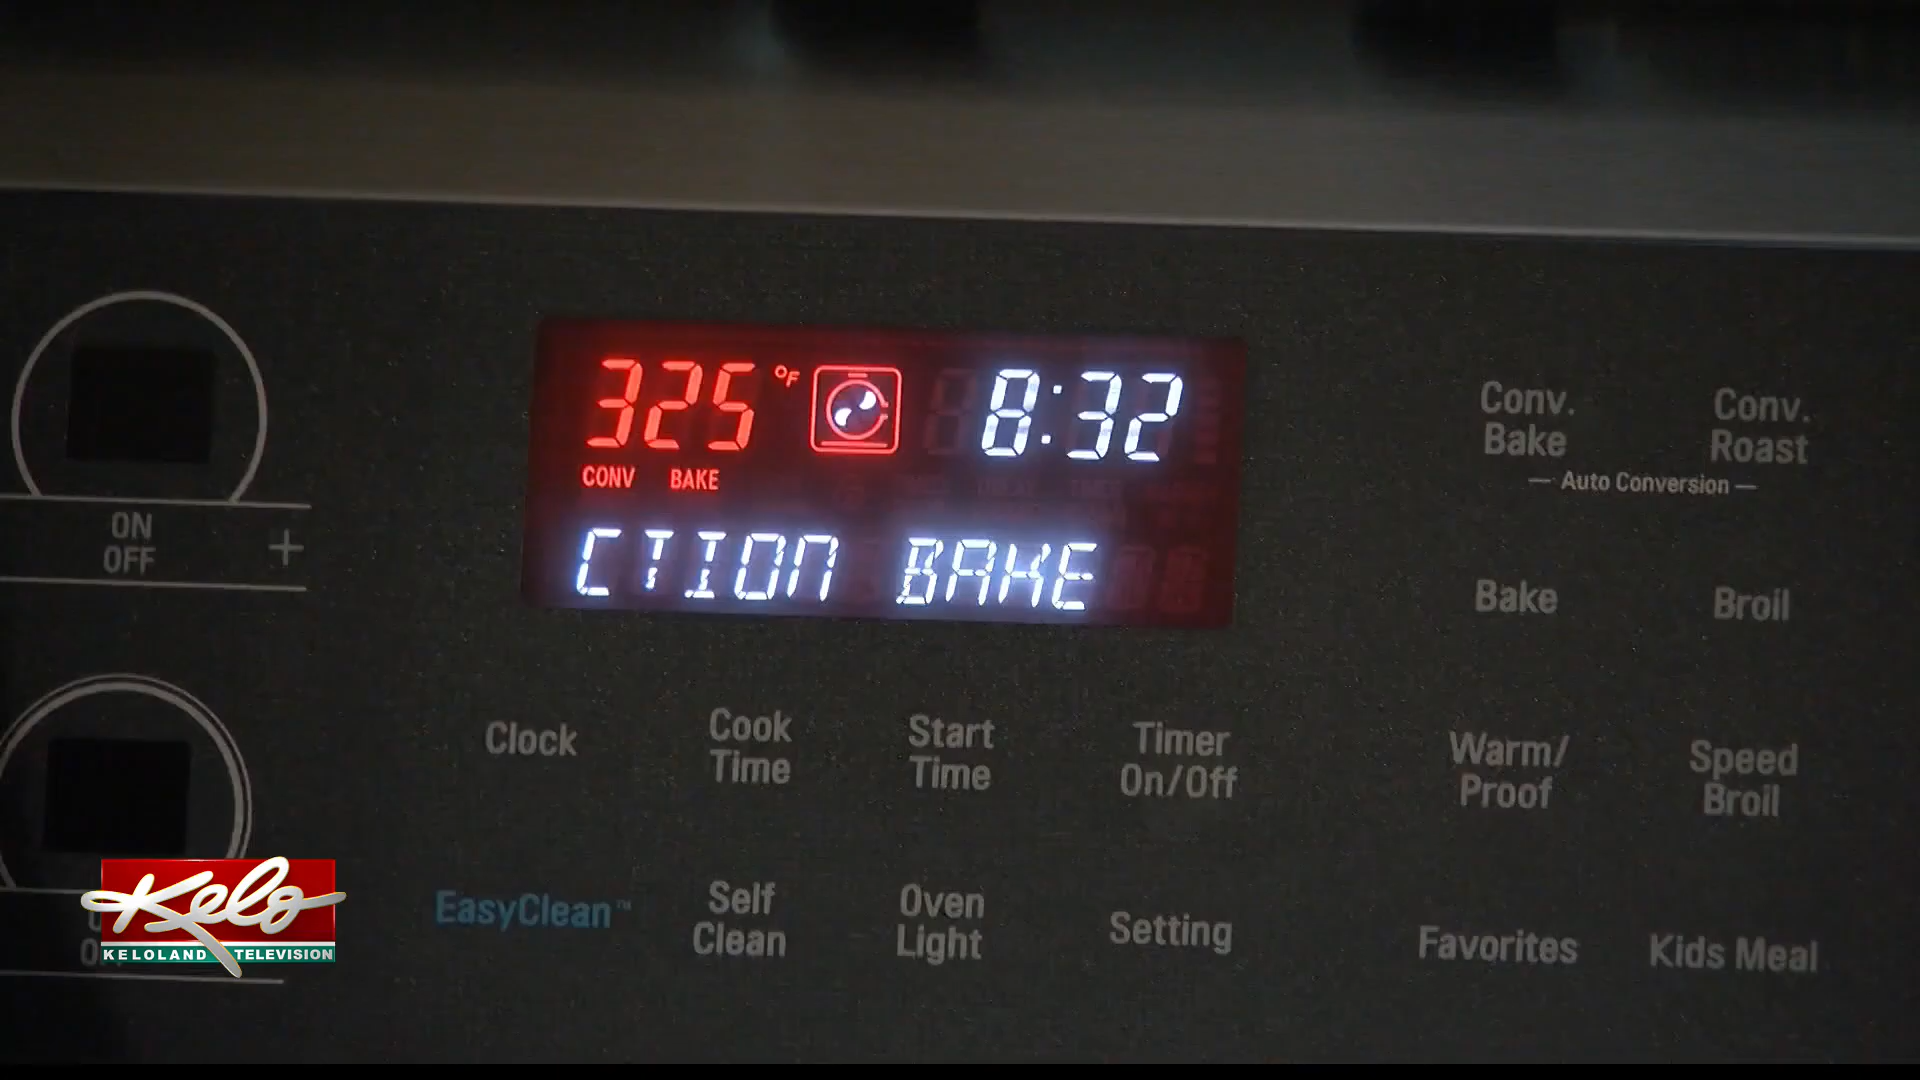 325 °F 8:32
CONV BAKE
CTION BAKE
ON
OFF
+
Conv.
Bake
Conv.
Roast
Auto Conversion
Bake
Broil
Clock
Cook
Time
Start
Time
Timer
On/Off
Warm/
Proof
Speed
Broil
EasyClean™
Self
Clean
Oven
Light
Setting
Favorites
Kids Meal
Kelo
KELOLAND TELEVISION